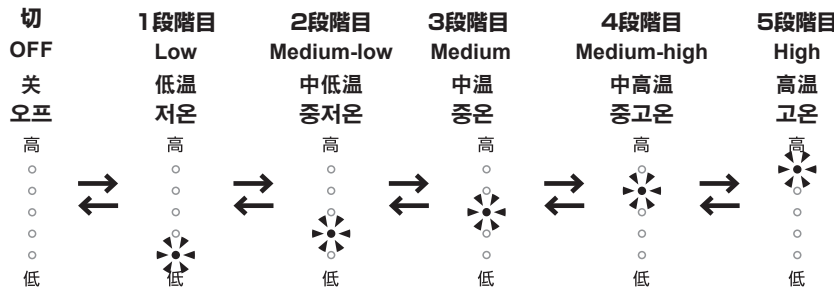 切 1段階目 2段階目 3段階目 4段階目 5段階目
OFF Low Medium-low Medium Medium-high High
关 低温 中低温 中温 中高温 高温
오프 저온 중저온 중온 중고온 고온
高 高 高 高 高 高
低 低 低 低 低 低